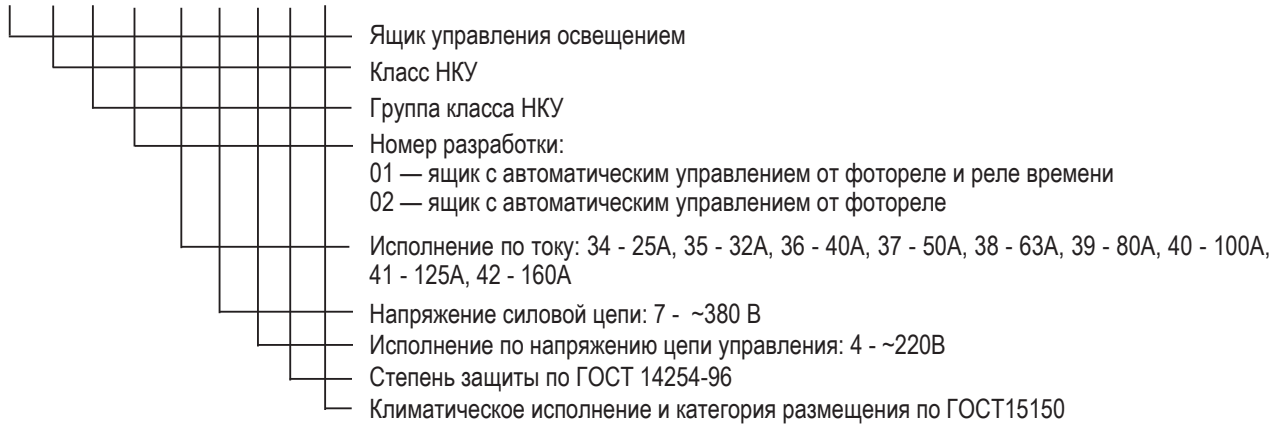 Ящик управления освещением
Класс НКУ
Группа класса НКУ
Номер разработки:
01 — ящик с автоматическим управлением от фотореле и реле времени
02 — ящик с автоматическим управлением от фотореле
Исполнение по току: 34 - 25А, 35 - 32А, 36 - 40А, 37 - 50А, 38 - 63А, 39 - 80А, 40 - 100А,
41 - 125А, 42 - 160А
Напряжение силовой цепи: 7 - ~380 В
Исполнение по напряжению цепи управления: 4 - ~220В
Степень защиты по ГОСТ 14254-96
Климатическое исполнение и категория размещения по ГОСТ15150